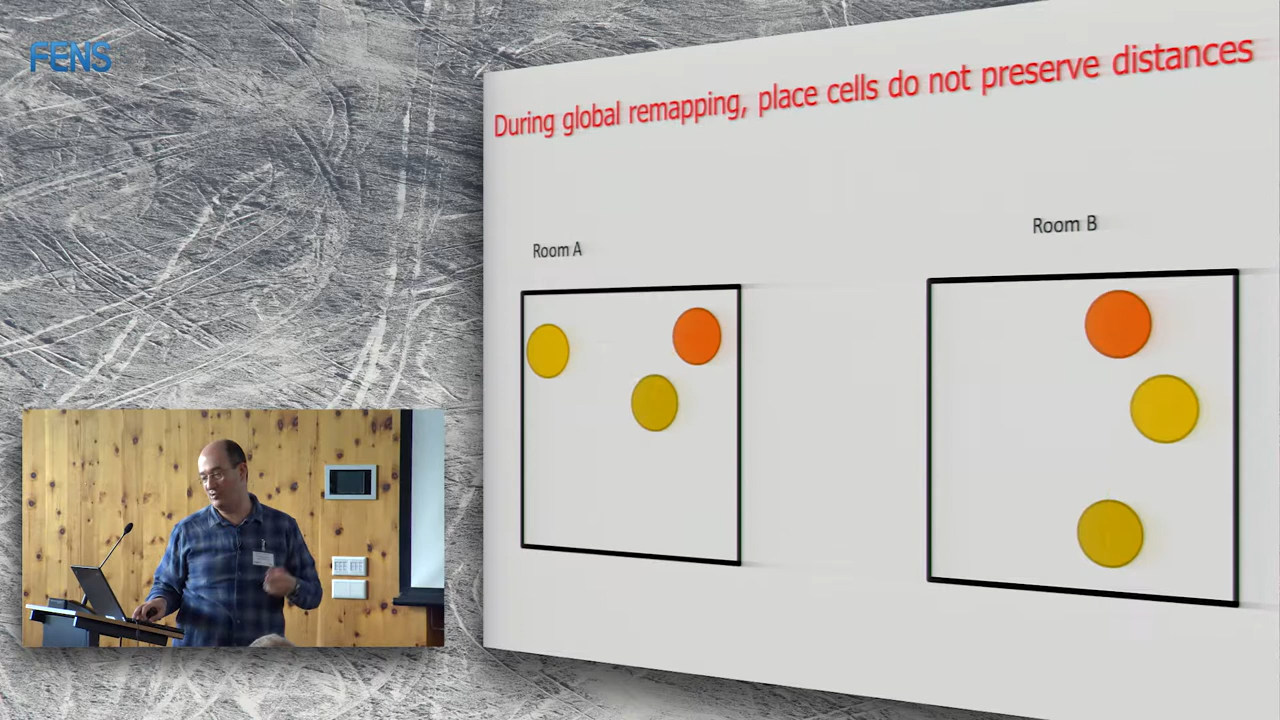 FENS
During global remapping, place cells do not preserve distances
Room A
Room B